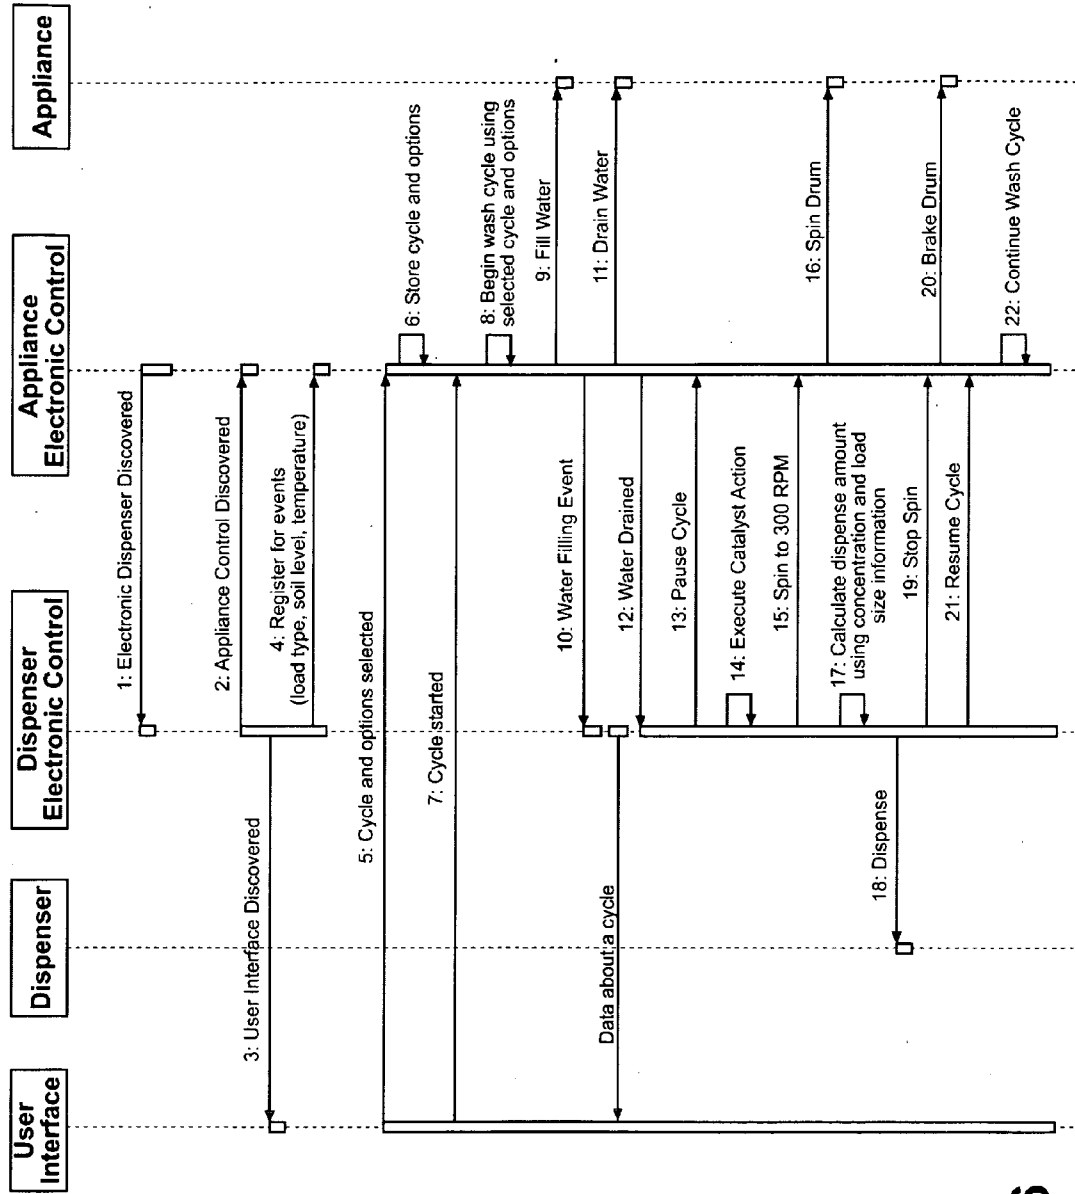 User
Interface
Dispenser
Dispenser
Electronic Control
Appliance
Electronic Control
Appliance
1: Electronic Dispenser Discovered
2: Appliance Control Discovered
3: User Interface Discovered
4: Register for events
(load type, soil level, temperature)
5: Cycle and options selected
6: Store cycle and options
7: Cycle started
8: Begin wash cycle using
selected cycle and options
9: Fill Water
10: Water Filling Event
Data about a cycle
11: Drain Water
12: Water Drained
13: Pause Cycle
14: Execute Catalyst Action
15: Spin to 300 RPM
16: Spin Drum
17: Calculate dispense amount
using concentration and load
size information
18: Dispense
19: Stop Spin
20: Brake Drum
21: Resume Cycle
22: Continue Wash Cycle